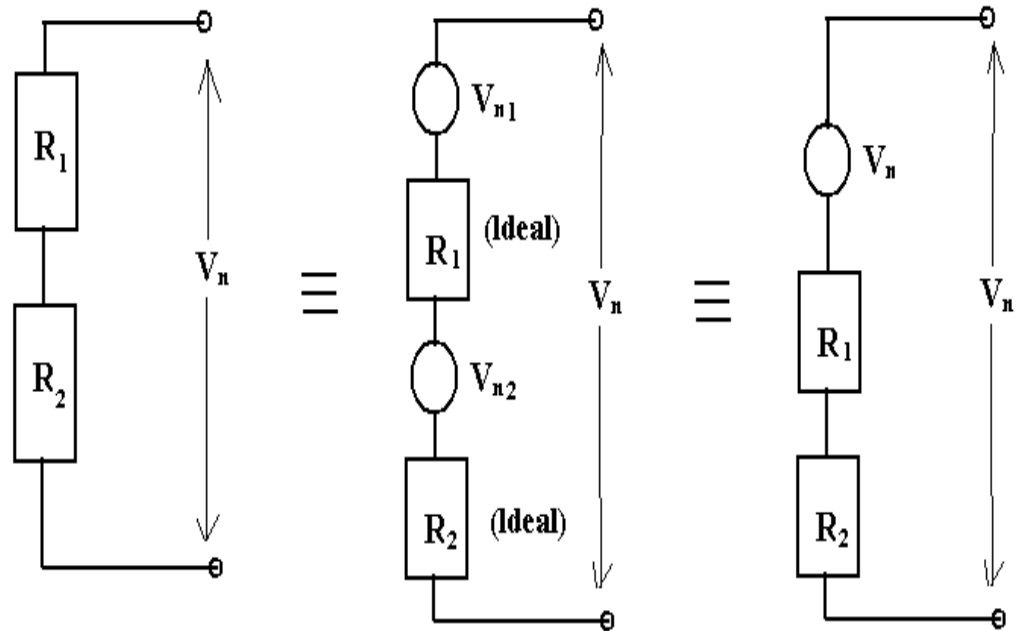 R₁
R₂
Vₙ
≡
Vₙ₁
R₁ (Ideal)
Vₙ₂
R₂ (Ideal)
Vₙ
≡
Vₙ
R₁
R₂
Vₙ